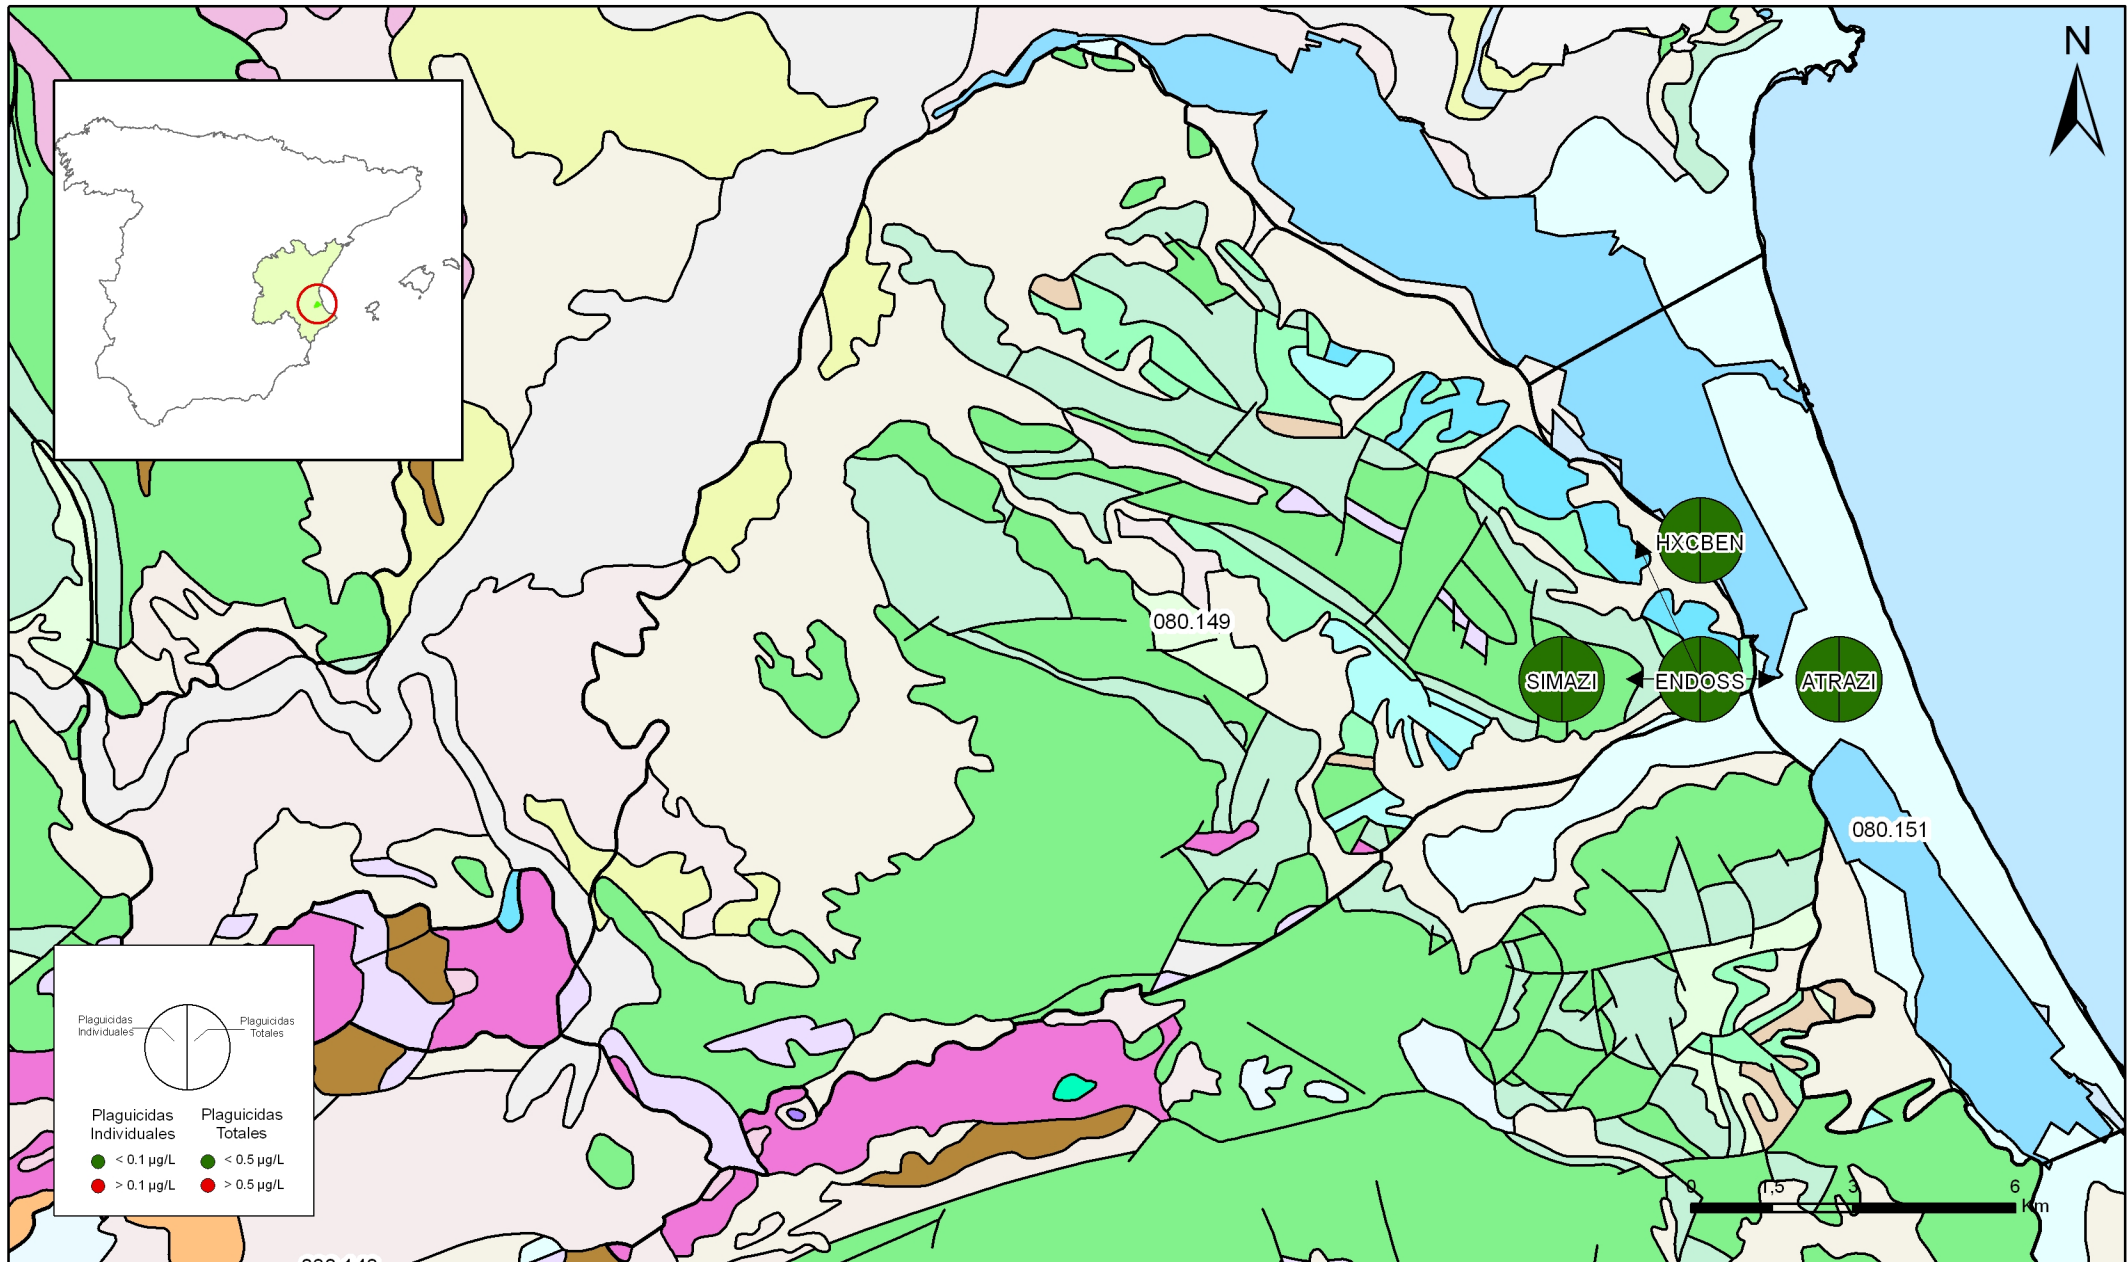 N
HXCBEN
080.149
SIMAZI
ENDOSS
ATRAZI
080.151
Plaguicidas
Individuales
Plaguicidas
Totales
Plaguicidas
Individuales
Plaguicidas
Totales
< 0.1 µg/L
< 0.5 µg/L
> 0.1 µg/L
> 0.5 µg/L
0 1,5 3 6
Km